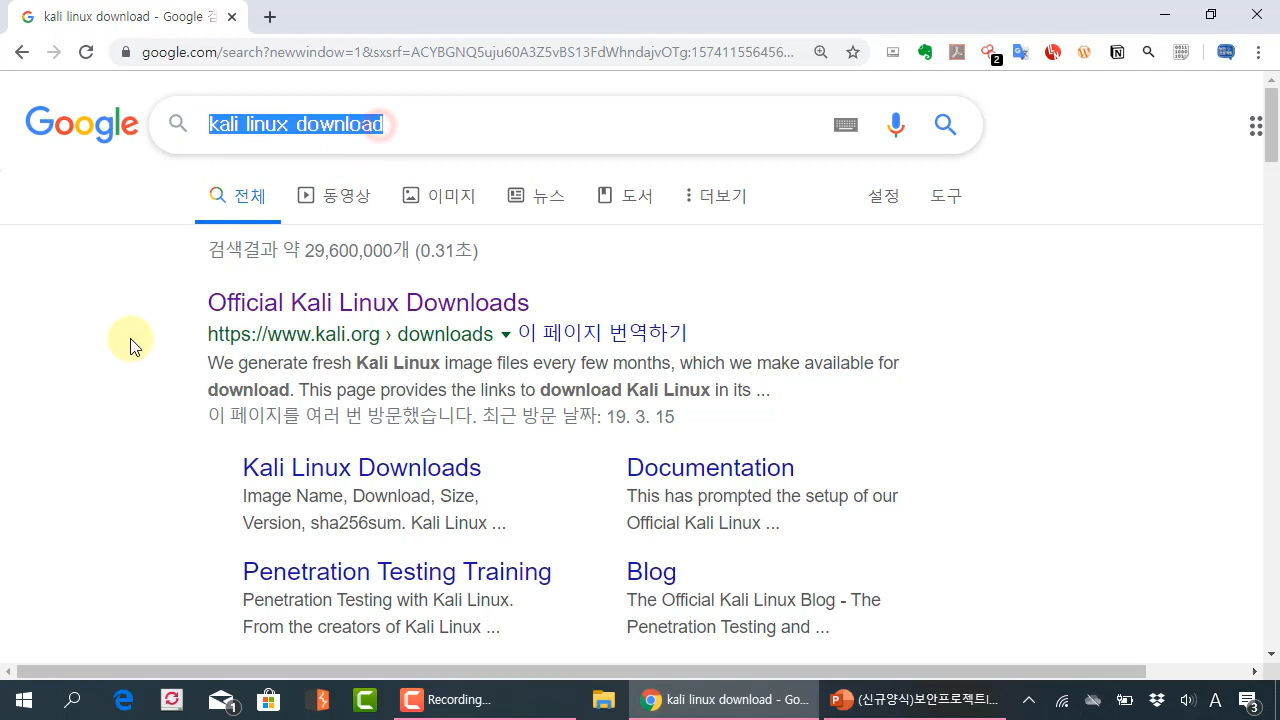 kali linux download - Google 검
google.com/search?newwindow=1&sxsrf=ACYBGNQ5uju60A3Z5vBS13FdWhndajvOTg:157411556456...
2
Google
kali linux download
전체 동영상 이미지 뉴스 도서 더보기 설정 도구
검색결과 약 29,600,000개 (0.31초)
Official Kali Linux Downloads
https://www.kali.org › downloads ▾ 이 페이지 번역하기
We generate fresh Kali Linux image files every few months, which we make available for
download. This page provides the links to download Kali Linux in its ...
이 페이지를 여러 번 방문했습니다. 최근 방문 날짜: 19. 3. 15
Kali Linux Downloads
Image Name, Download, Size,
Version, sha256sum. Kali Linux ...
Documentation
This has prompted the setup of our
Official Kali Linux ...
Penetration Testing Training
Penetration Testing with Kali Linux.
From the creators of Kali Linux ...
Blog
The Official Kali Linux Blog - The
Penetration Testing and ...
1 Recording... kali linux download - Go... (신규양식)보안프로젝트I... A 3